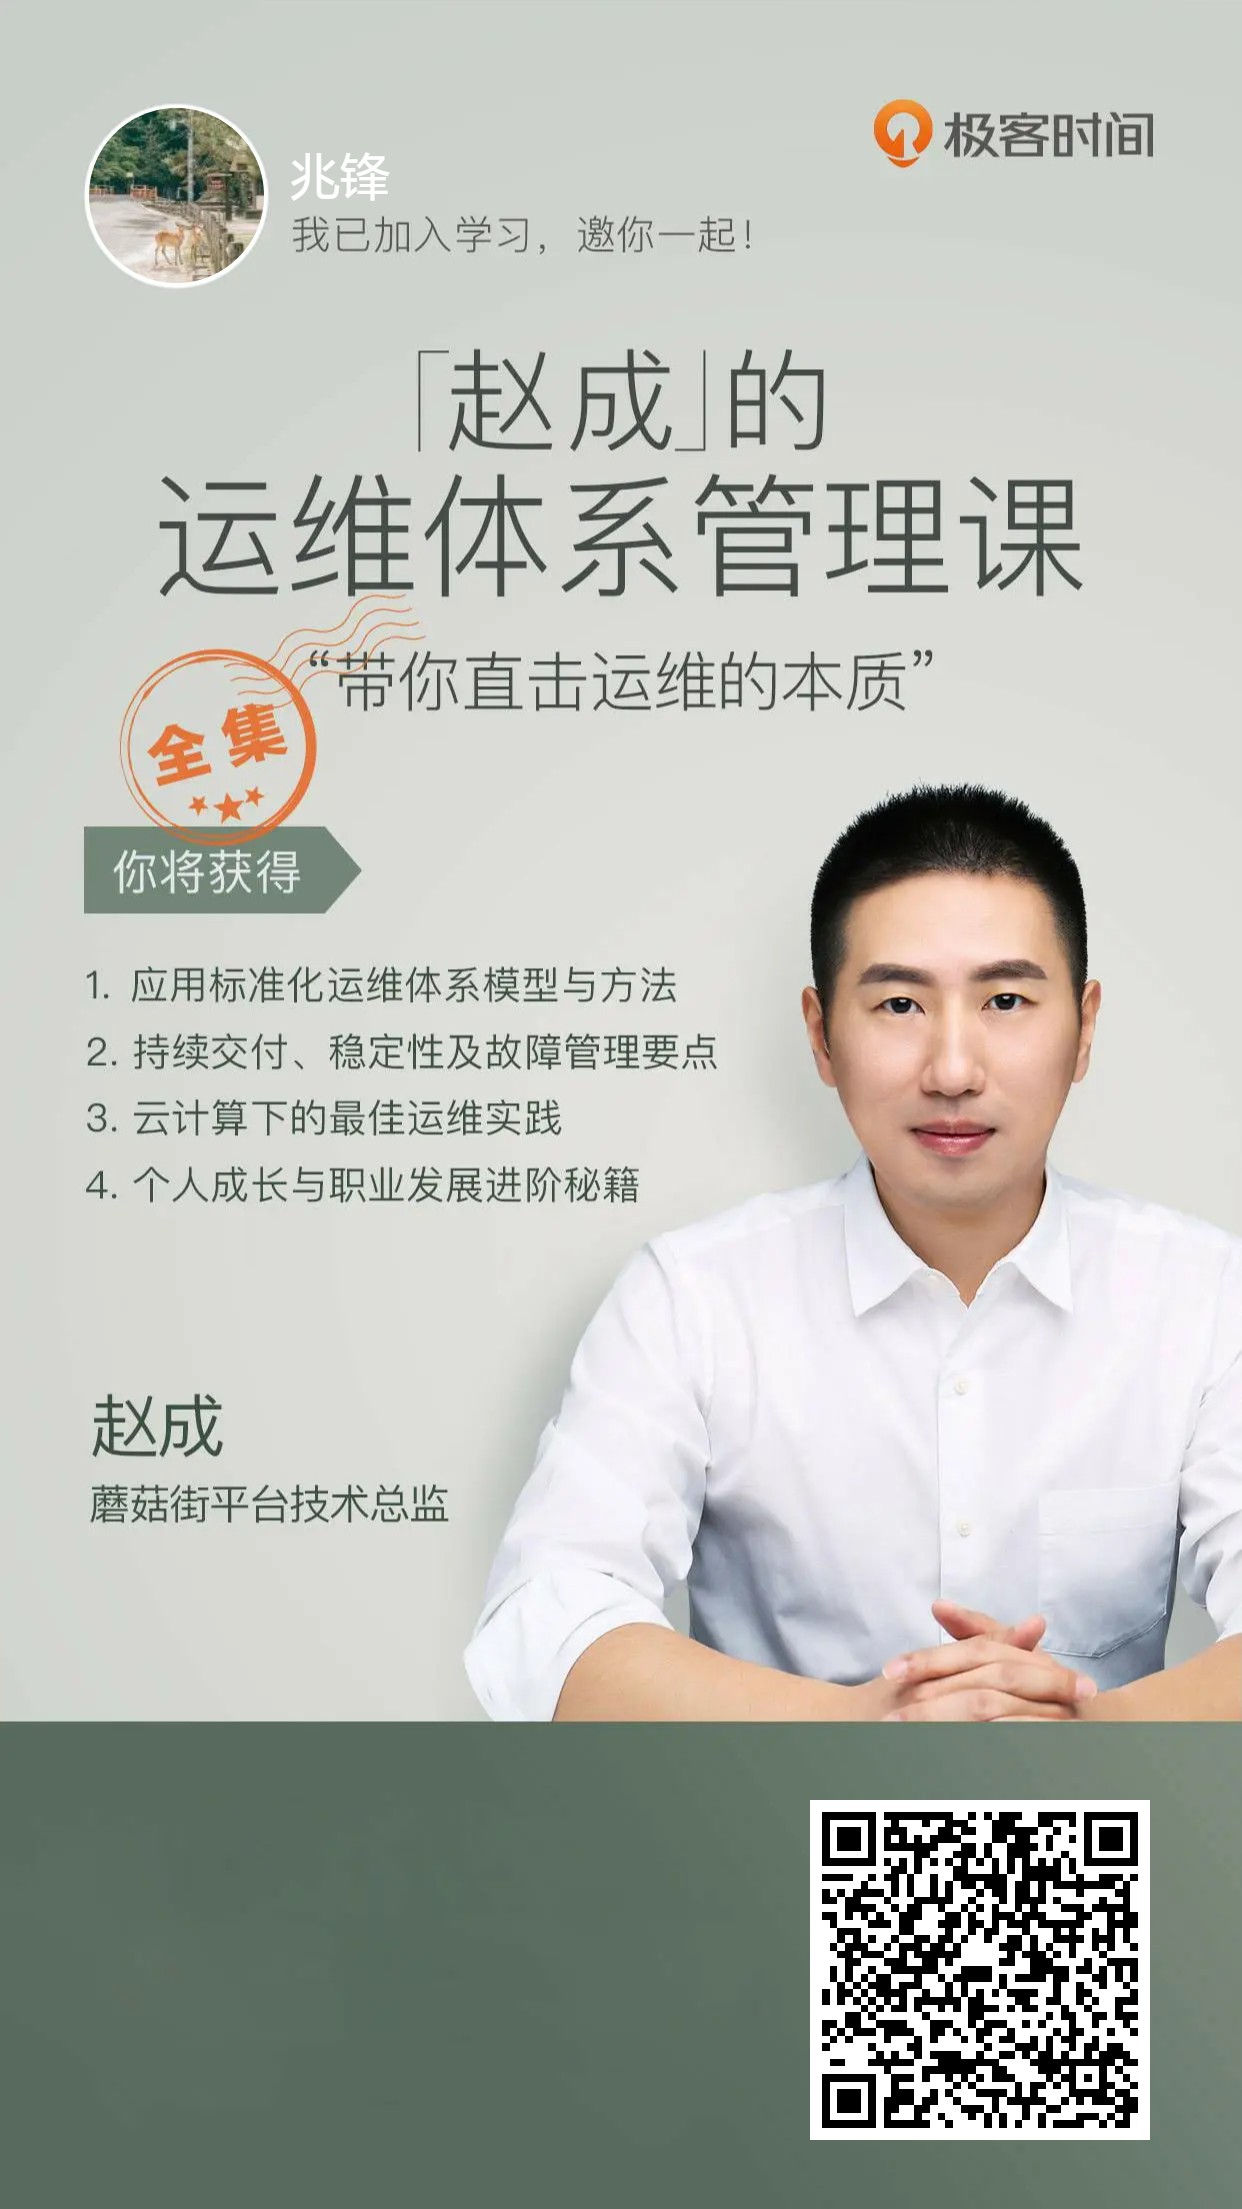 极客时间
兆锋
我已加入学习，邀你一起！
「赵成」的
运维体系管理课
“带你直击运维的本质”
全集
你将获得
1. 应用标准化运维体系模型与方法
2. 持续交付、稳定性及故障管理要点
3. 云计算下的最佳运维实践
4. 个人成长与职业发展进阶秘籍
赵成
蘑菇街平台技术总监